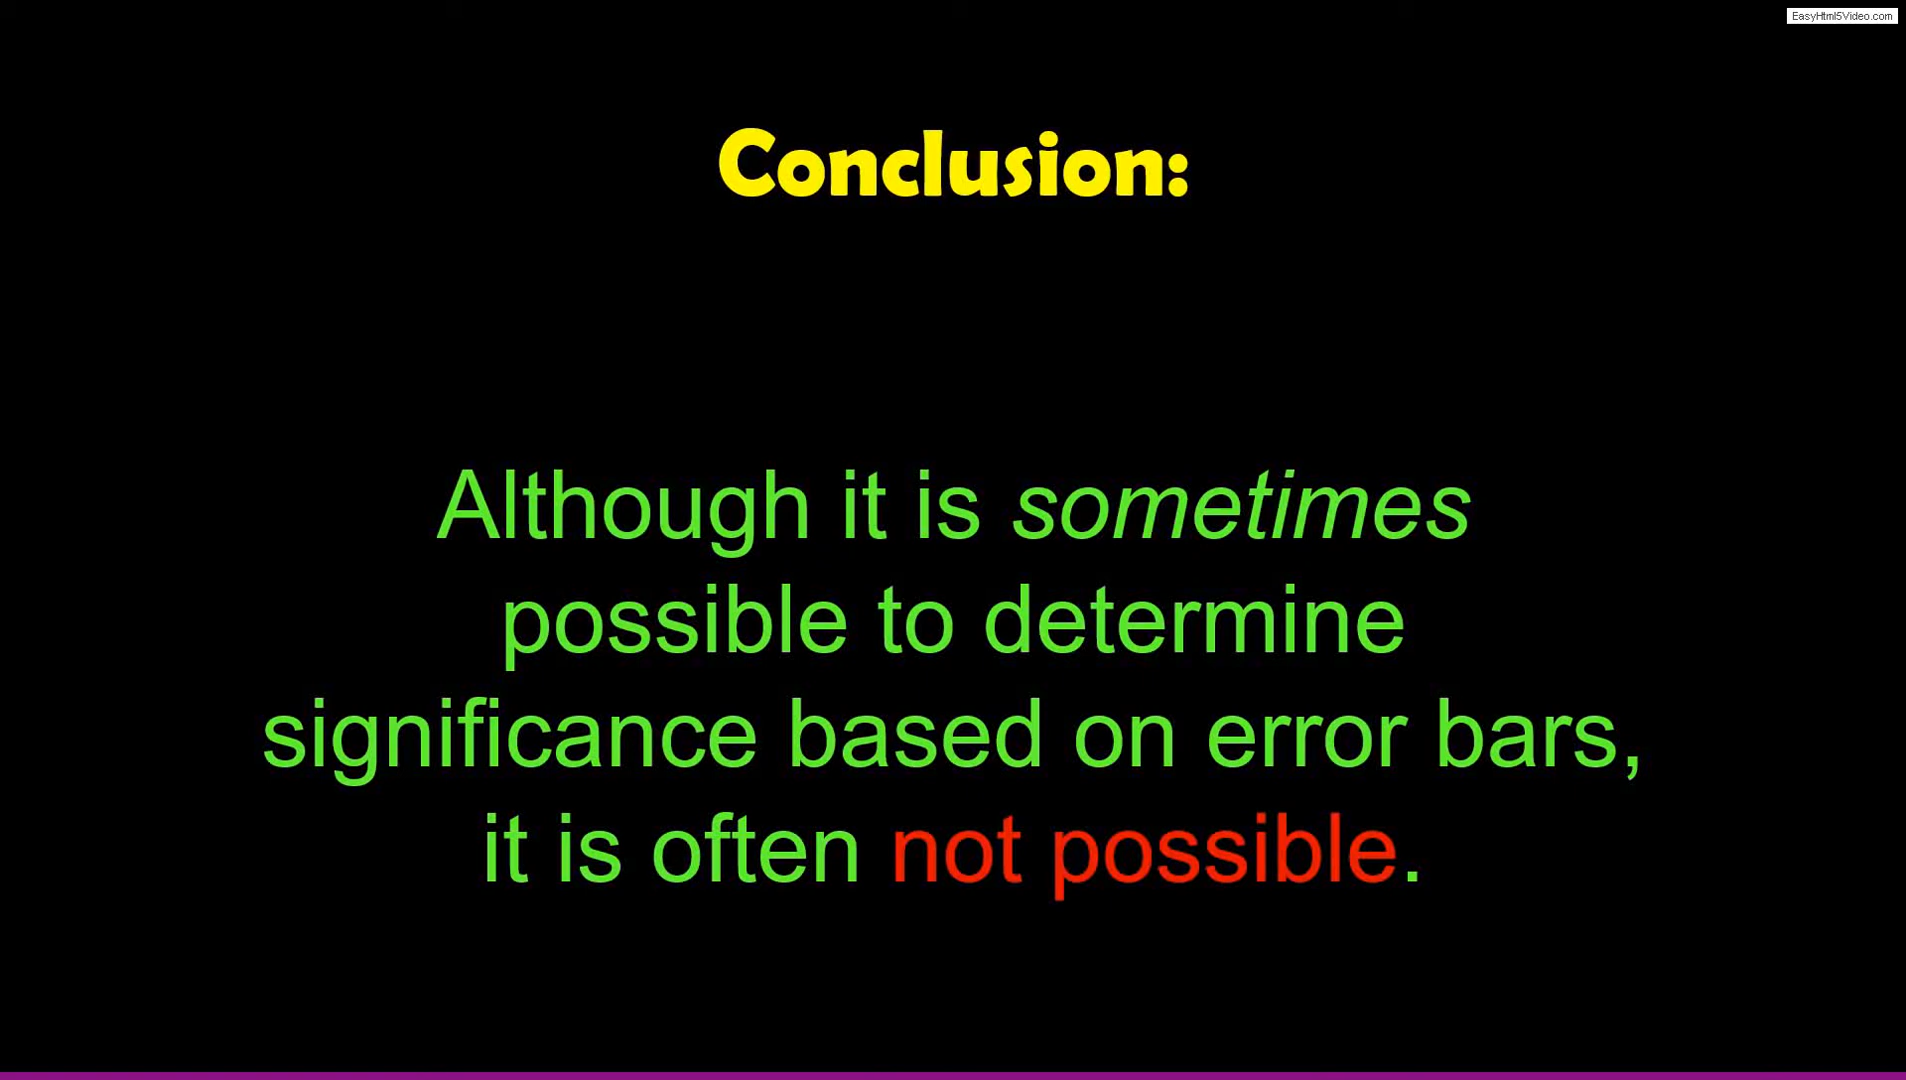 EasyHtml5Video.com
Conclusion:
Although it is sometimes
possible to determine
significance based on error bars,
it is often not possible.